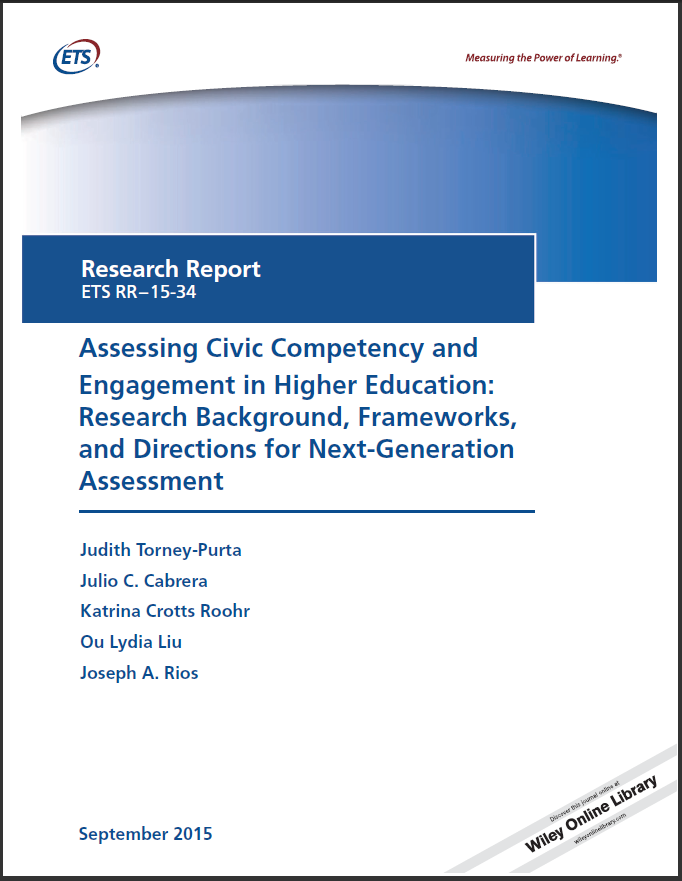 ETS
Measuring the Power of Learning.®
Research Report
ETS RR–15-34
Assessing Civic Competency and
Engagement in Higher Education:
Research Background, Frameworks,
and Directions for Next-Generation
Assessment
Judith Torney-Purta
Julio C. Cabrera
Katrina Crotts Roohr
Ou Lydia Liu
Joseph A. Rios
Discover this journal online at
Wiley Online Library
wileyonlinelibrary.com
September 2015